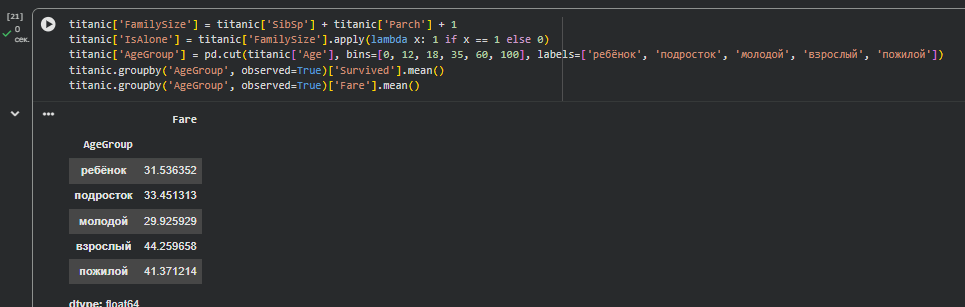 [21]
0
сек.
titanic['FamilySize'] = titanic['SibSp'] + titanic['Parch'] + 1
titanic['IsAlone'] = titanic['FamilySize'].apply(lambda x: 1 if x == 1 else 0)
titanic['AgeGroup'] = pd.cut(titanic['Age'], bins=[0, 12, 18, 35, 60, 100], labels=['ребёнок', 'подросток', 'молодой', 'взрослый', 'пожилой'])
titanic.groupby('AgeGroup', observed=True)['Survived'].mean()
titanic.groupby('AgeGroup', observed=True)['Fare'].mean()
Fare
AgeGroup
ребёнок 31.536352
подросток 33.451313
молодой 29.925929
взрослый 44.259658
пожилой 41.371214
dtype: float64